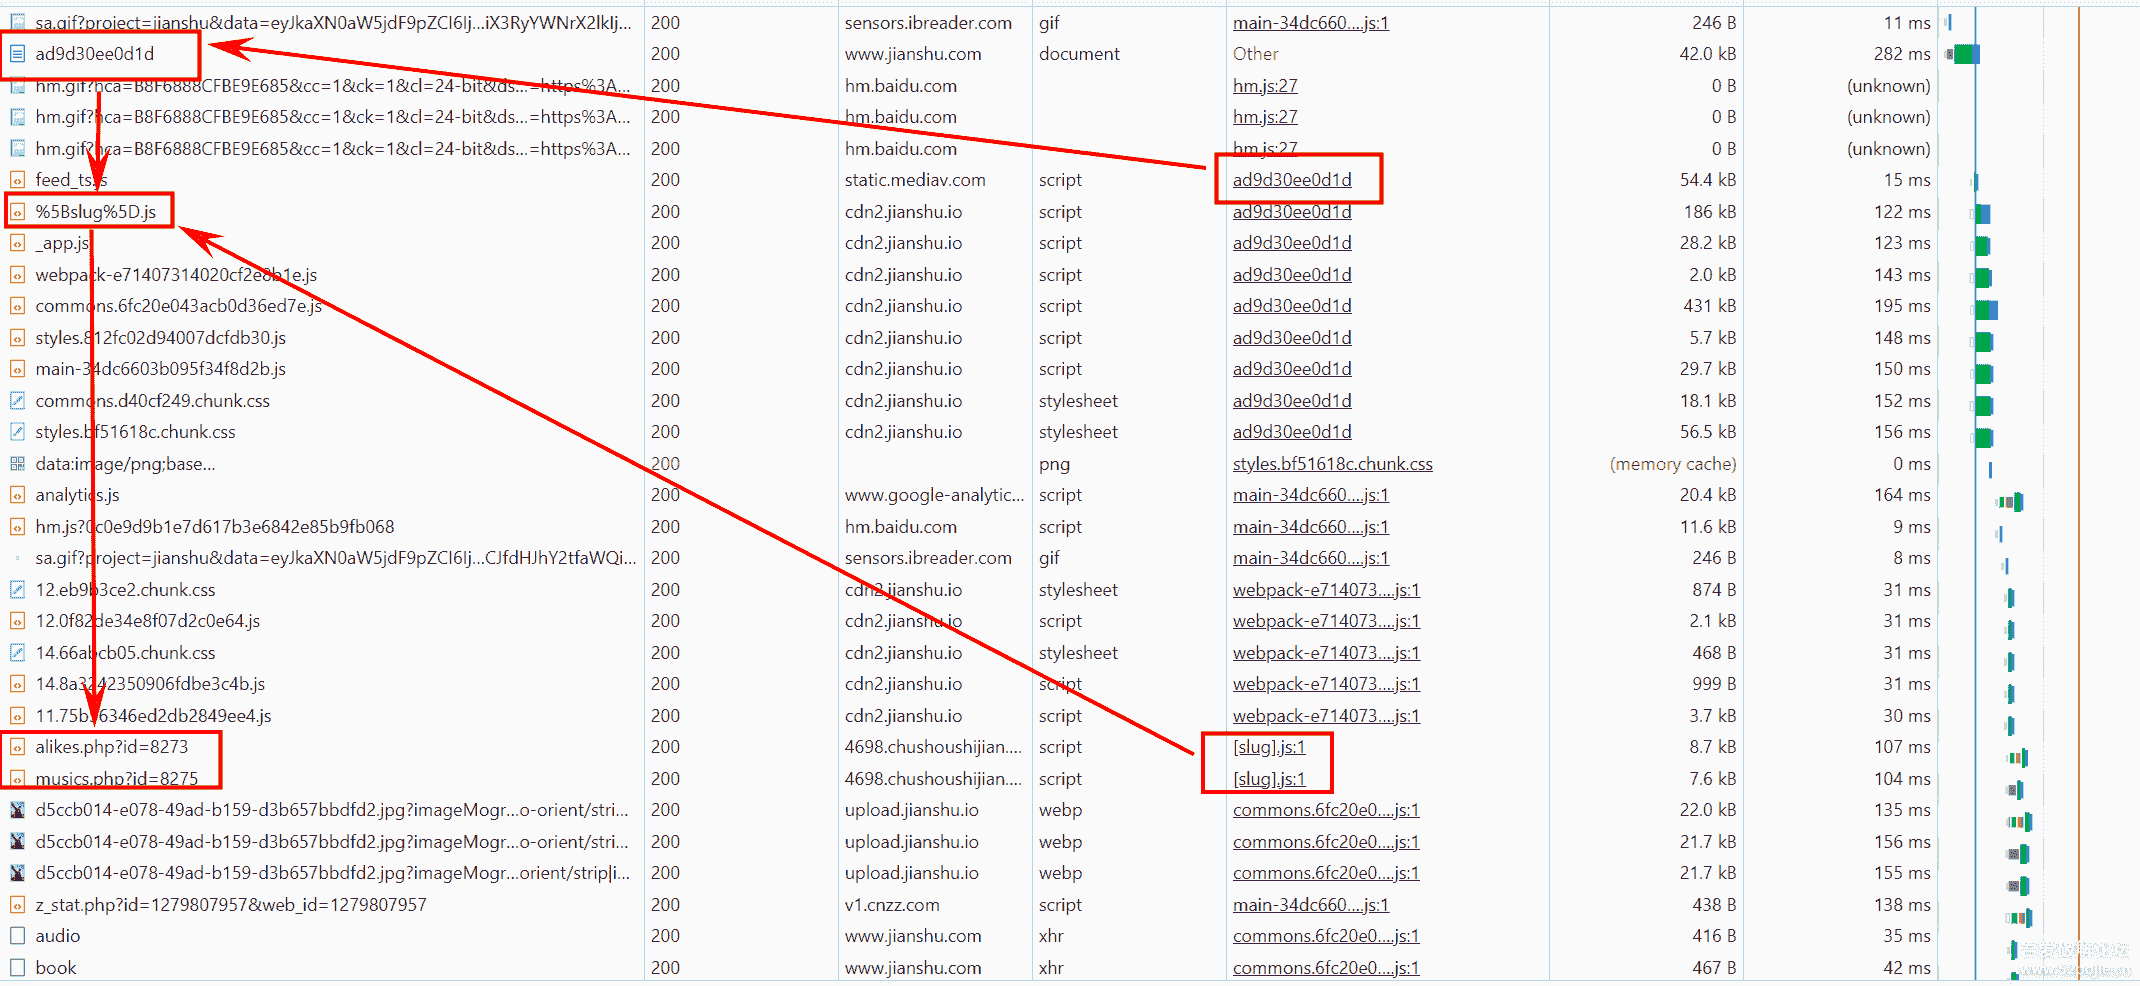 sa.gif?project=jianshu&data=eyJkaXN0aW5jdF9pZCI6Ij...iX3RyYWNrX2lkIj... 200 sensors.ibreader.com gif main-34dc660....js:1 246 B 11 ms
ad9d30ee0d1d 200 www.jianshu.com document Other 42.0 kB 282 ms
hm.gif?hca=B8F6888CFBE9E685&cc=1&ck=1&cl=24-bit&ds...=https%3A... 200 hm.baidu.com hm.js:27 0 B (unknown)
hm.gif?hca=B8F6888CFBE9E685&cc=1&ck=1&cl=24-bit&ds...=https%3A... 200 hm.baidu.com hm.js:27 0 B (unknown)
hm.gif?hca=B8F6888CFBE9E685&cc=1&ck=1&cl=24-bit&ds...=https%3A... 200 hm.baidu.com hm.js:27 0 B (unknown)
feed_ts.js 200 static.mediav.com script ad9d30ee0d1d 54.4 kB 15 ms
%5Bslug%5D.js 200 cdn2.jianshu.io script ad9d30ee0d1d 186 kB 122 ms
_app.js 200 cdn2.jianshu.io script ad9d30ee0d1d 28.2 kB 123 ms
webpack-e71407314020cf2e8b1e.js 200 cdn2.jianshu.io script ad9d30ee0d1d 2.0 kB 143 ms
commons.6fc20e043acb0d36ed7e.js 200 cdn2.jianshu.io script ad9d30ee0d1d 431 kB 195 ms
styles.812fc02d94007dcfdb30.js 200 cdn2.jianshu.io script ad9d30ee0d1d 5.7 kB 148 ms
main-34dc6603b095f34f8d2b.js 200 cdn2.jianshu.io script ad9d30ee0d1d 29.7 kB 150 ms
commons.d40cf249.chunk.css 200 cdn2.jianshu.io stylesheet ad9d30ee0d1d 18.1 kB 152 ms
styles.bf51618c.chunk.css 200 cdn2.jianshu.io stylesheet ad9d30ee0d1d 56.5 kB 156 ms
data:image/png;base... 200 png styles.bf51618c.chunk.css (memory cache) 0 ms
analytics.js 200 www.google-analytic... script main-34dc660....js:1 20.4 kB 164 ms
hm.js?0c0e9d9b1e7d617b3e6842e85b9fb068 200 hm.baidu.com script main-34dc660....js:1 11.6 kB 9 ms
sa.gif?project=jianshu&data=eyJkaXN0aW5jdF9pZCI6Ij...CJfdHJhY2tfaWQi... 200 sensors.ibreader.com gif main-34dc660....js:1 246 B 8 ms
12.eb9b3ce2.chunk.css 200 cdn2.jianshu.io stylesheet webpack-e714073....js:1 874 B 31 ms
12.0f82de34e8f07d2c0e64.js 200 cdn2.jianshu.io script webpack-e714073....js:1 2.1 kB 31 ms
14.66abcb05.chunk.css 200 cdn2.jianshu.io stylesheet webpack-e714073....js:1 468 B 31 ms
14.8a3242350906fdbe3c4b.js 200 cdn2.jianshu.io script webpack-e714073....js:1 999 B 31 ms
200 cdn2.jianshu.io script webpack-e714073....js:1 3.7 kB 30 ms
alikes.php?id=8273 200 4698.chushoushijian.... script [slug].js:1 8.7 kB 107 ms
musics.php?id=8275 200 4698.chushoushijian.... script [slug].js:1 7.6 kB 104 ms
d5ccb014-e078-49ad-b159-d3b657bbdfd2.jpg?imageMogr...o-orient/strip... 200 upload.jianshu.io webp commons.6fc20e0....js:1 22.0 kB 135 ms
d5ccb014-e078-49ad-b159-d3b657bbdfd2.jpg?imageMogr...o-orient/stri... 200 upload.jianshu.io webp commons.6fc20e0....js:1 21.7 kB 156 ms
d5ccb014-e078-49ad-b159-d3b657bbdfd2.jpg?imageMogr...orient/strip|i... 200 upload.jianshu.io webp commons.6fc20e0....js:1 21.7 kB 155 ms
z_stat.php?id=1279807957&web_id=1279807957 200 v1.cnzz.com script main-34dc660....js:1 438 B 138 ms
audio 200 www.jianshu.com xhr commons.6fc20e0....js:1 416 B 35 ms
book 200 www.jianshu.com xhr commons.6fc20e0....js:1 467 B 42 ms
吾爱破解论坛
www.52pojie.cn